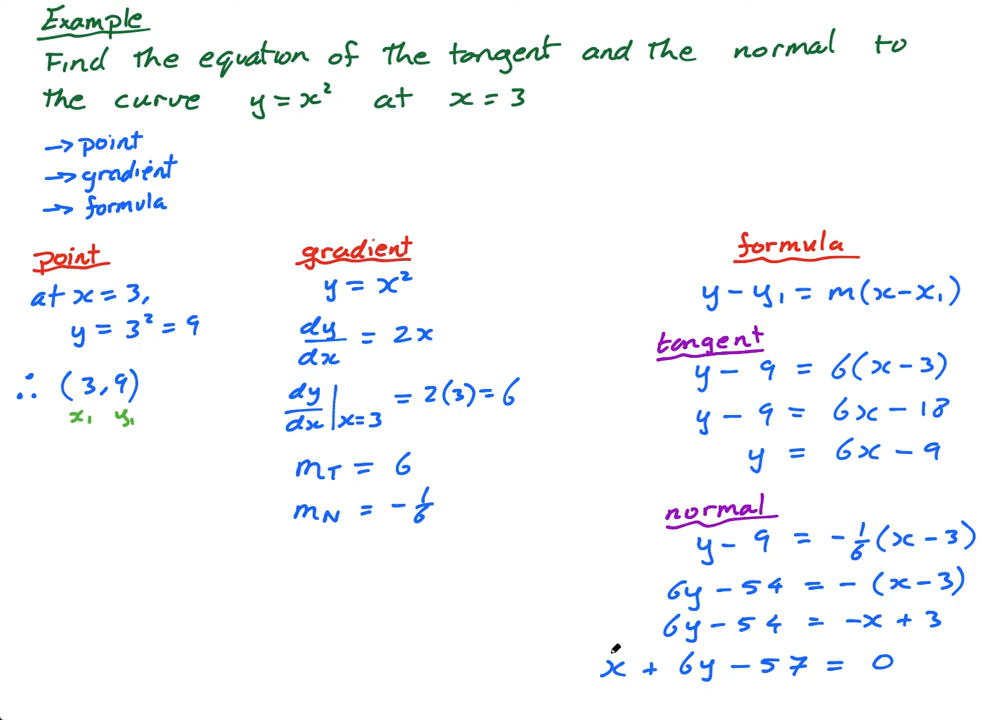 Example
Find the equation of the tangent and the normal to
the curve y = x² at x = 3
→ point
→ gradient
→ formula
point
at x = 3,
y = 3² = 9
∴ (3, 9)
x₁ y₁
gradient
y = x²
dy/dx = 2x
dy/dx |x=3 = 2(3) = 6
m_T = 6
m_N = -1/6
formula
y - y₁ = m(x - x₁)
tangent
y - 9 = 6(x - 3)
y - 9 = 6x - 18
y = 6x - 9
normal
y - 9 = -1/6 (x - 3)
6y - 54 = - (x - 3)
6y - 54 = -x + 3
x + 6y - 57 = 0